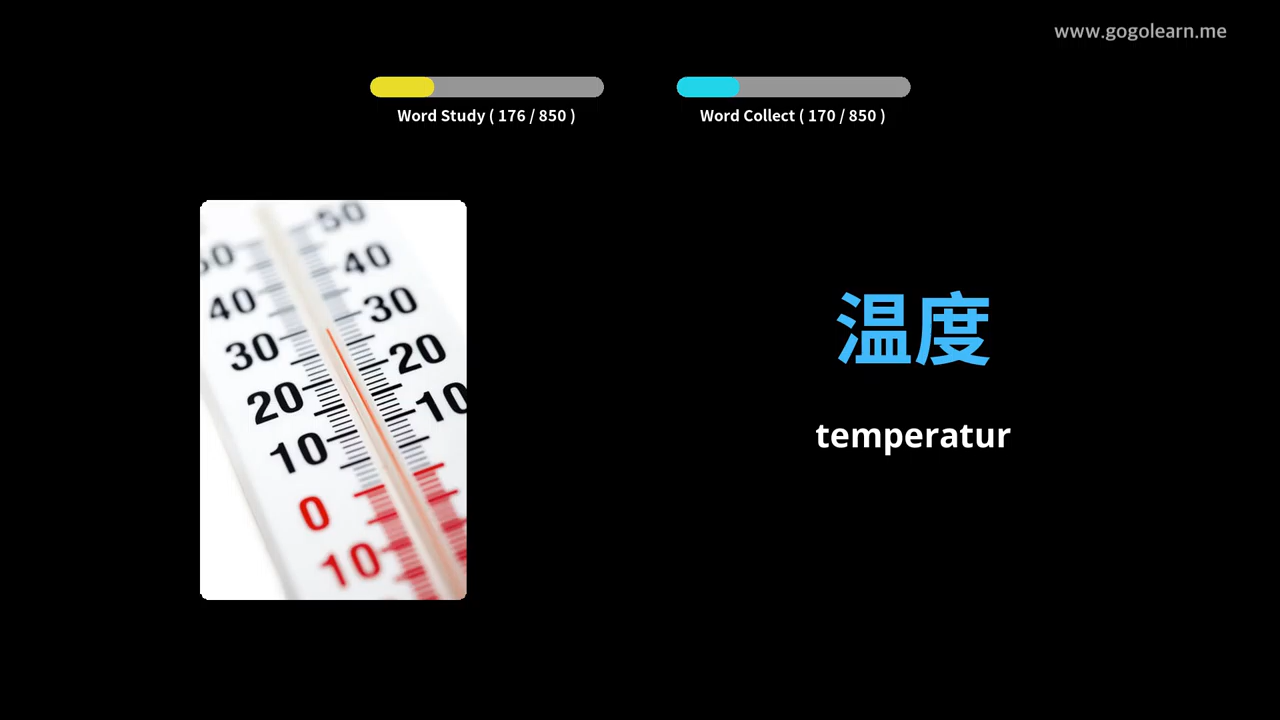 www.gogolearn.me
Word Study ( 176 / 850 )
Word Collect ( 170 / 850 )
50
50
40
40
30
30
20
20
10
10
0
10
温度
temperatur